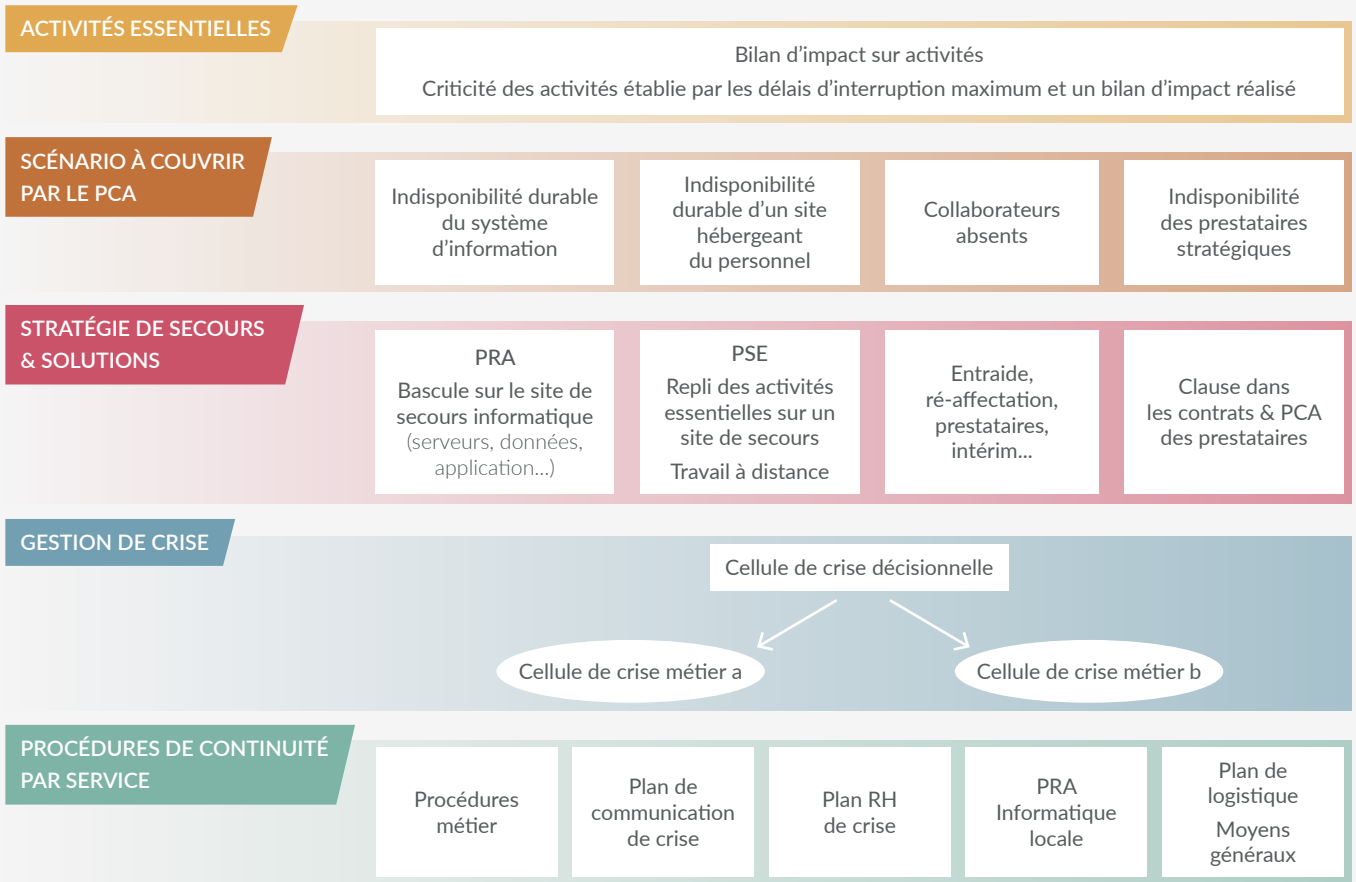 ACTIVITÉS ESSENTIELLES
Bilan d’impact sur activités
Criticité des activités établie par les délais d’interruption maximum et un bilan d’impact réalisé
SCÉNARIO À COUVRIR
PAR LE PCA
Indisponibilité durable
du système
d’information
Indisponibilité
durable d’un site
hébergeant
du personnel
Collaborateurs
absents
Indisponibilité
des prestataires
stratégiques
STRATÉGIE DE SECOURS
& SOLUTIONS
PRA
Bascule sur le site de
secours informatique
(serveurs, données,
application...)
PSE
Repli des activités
essentielles sur un
site de secours
Travail à distance
Entraide,
ré-affectation,
prestataires,
intérim...
Clause dans
les contrats & PCA
des prestataires
GESTION DE CRISE
Cellule de crise décisionnelle
Cellule de crise métier a
Cellule de crise métier b
PROCÉDURES DE CONTINUITÉ
PAR SERVICE
Procédures
métier
Plan de
communication
de crise
Plan RH
de crise
PRA
Informatique
locale
Plan de
logistique
Moyens
généraux